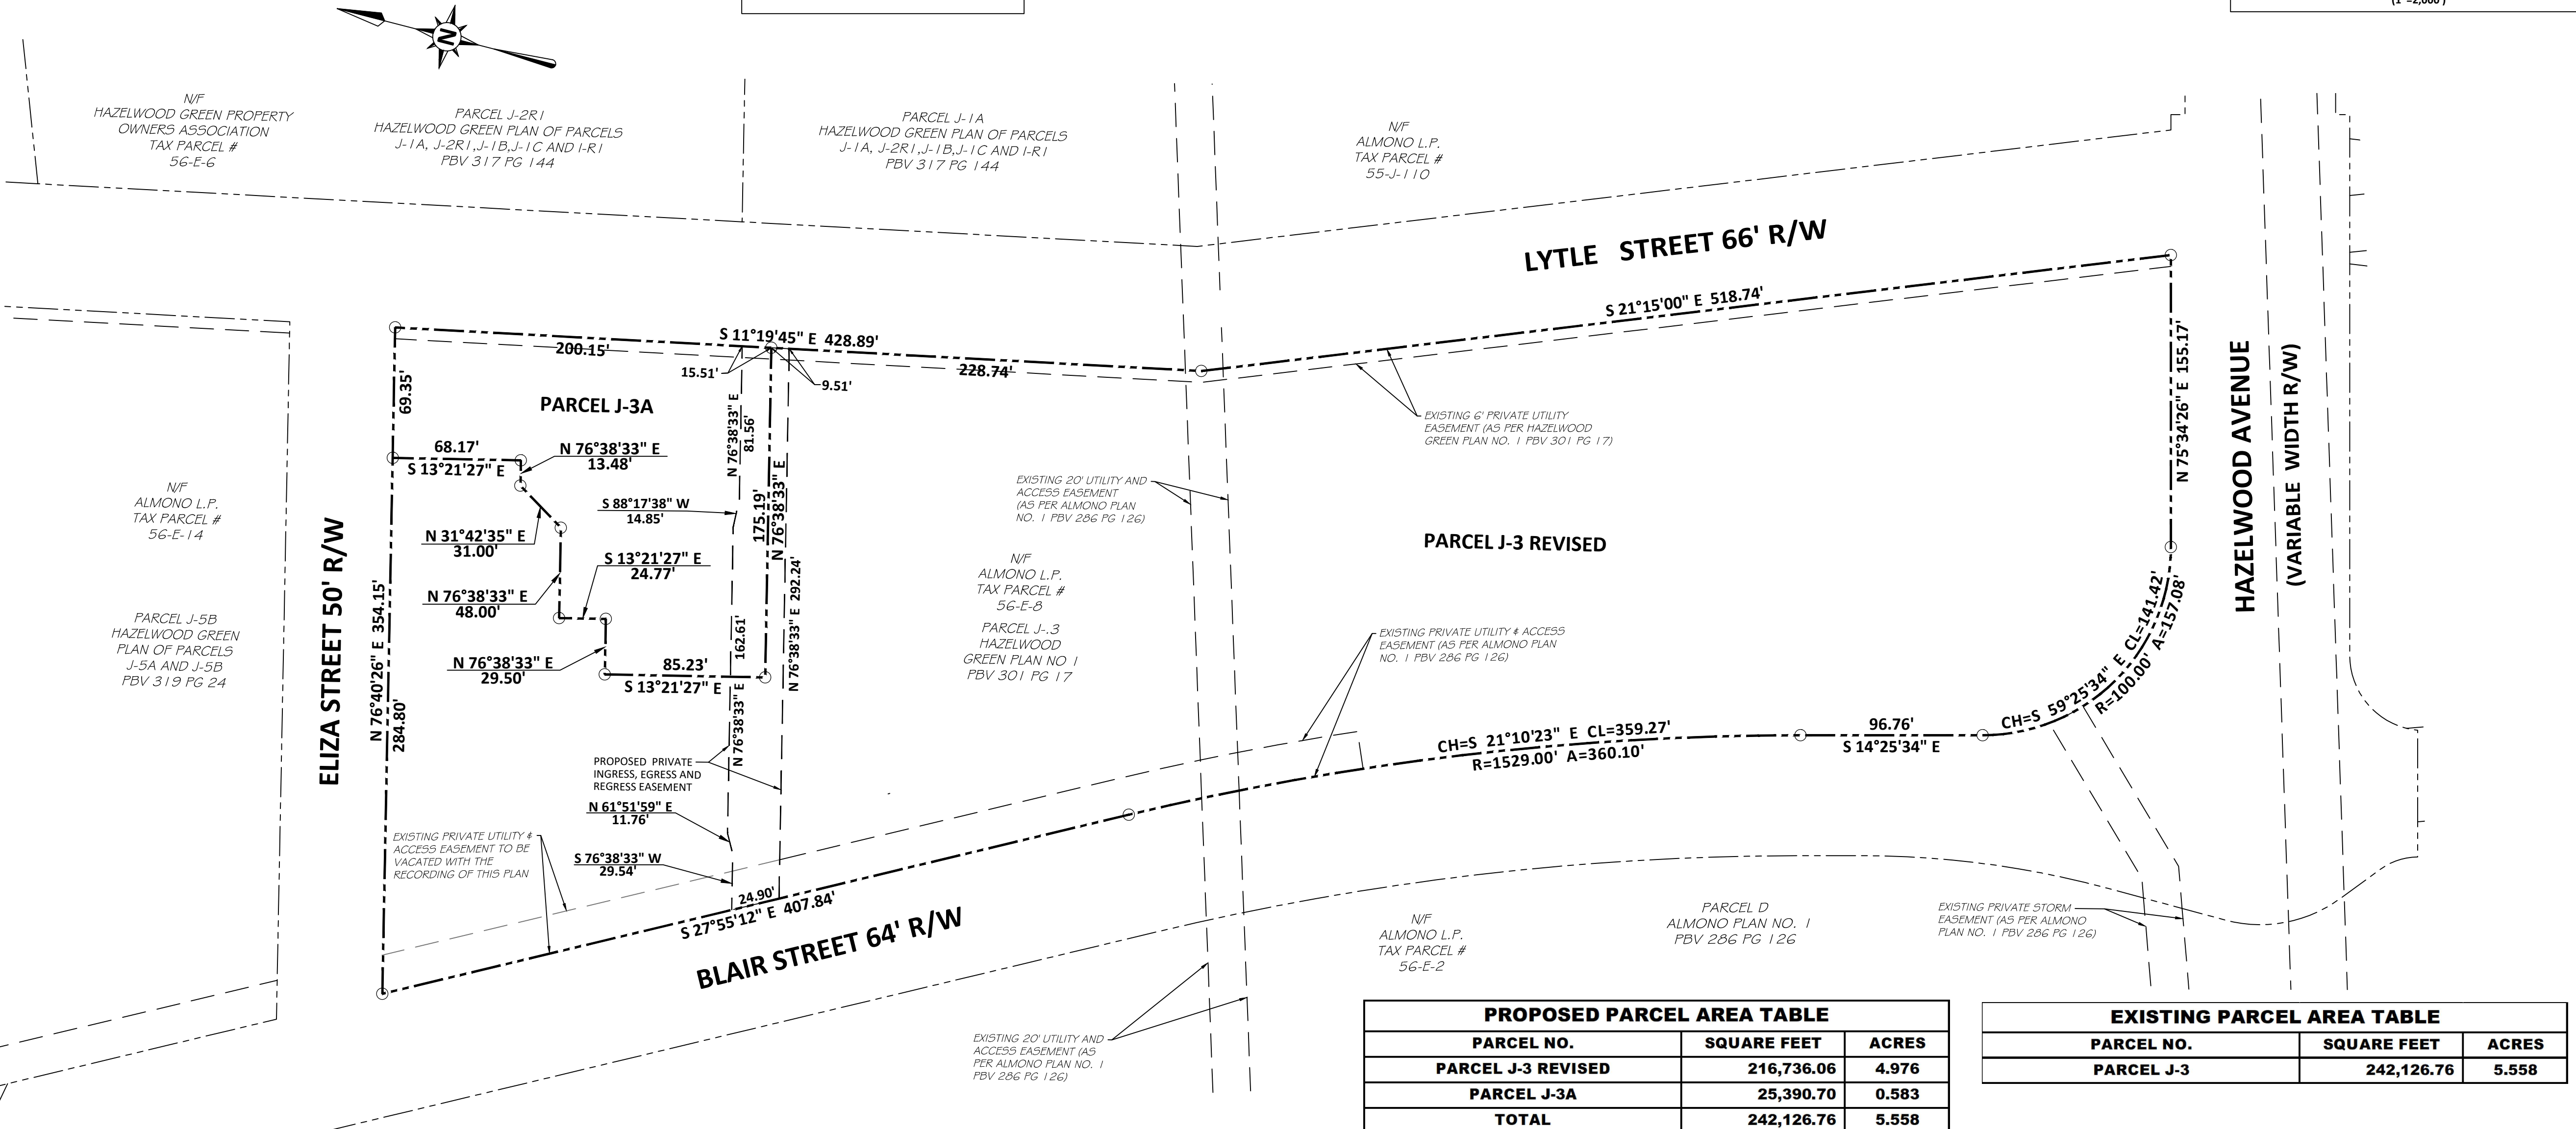 (1"=2,000')
N
N/F
HAZELWOOD GREEN PROPERTY
OWNERS ASSOCIATION
TAX PARCEL #
56-E-6
PARCEL J-2R1
HAZELWOOD GREEN PLAN OF PARCELS
J-1A, J-2R1,J-1B,J-1C AND I-R1
PBV 317 PG 144
PARCEL J-1A
HAZELWOOD GREEN PLAN OF PARCELS
J-1A, J-2R1,J-1B,J-1C AND I-R1
PBV 317 PG 144
N/F
ALMONO L.P.
TAX PARCEL #
55-J-110
LYTLE STREET 66' R/W
S 21°15'00" E 518.74'
S 11°19'45" E 428.89'
200.15'
228.74'
15.51'
9.51'
69.35'
PARCEL J-3A
68.17'
S 13°21'27" E
N 76°38'33" E
13.48'
N 31°42'35" E
31.00'
N 76°38'33" E
48.00'
S 13°21'27" E
24.77'
N 76°38'33" E
29.50'
85.23'
S 13°21'27" E
S 88°17'38" W
14.85'
N 76°38'33" E
81.56'
175.19'
N 76°38'33" E
162.61'
N 76°38'33" E
N 76°38'33" E 292.24'
N/F
ALMONO L.P.
TAX PARCEL #
56-E-14
PARCEL J-5B
HAZELWOOD GREEN
PLAN OF PARCELS
J-5A AND J-5B
PBV 319 PG 24
ELIZA STREET 50' R/W
N 76°40'26" E 354.15'
284.80'
PROPOSED PRIVATE
INGRESS, EGRESS AND
REGRESS EASEMENT
N 61°51'59" E
11.76'
S 76°38'33" W
29.54'
EXISTING PRIVATE UTILITY &
ACCESS EASEMENT TO BE
VACATED WITH THE
RECORDING OF THIS PLAN
24.90'
S 27°55'12" E 407.84'
BLAIR STREET 64' R/W
EXISTING 6' PRIVATE UTILITY
EASEMENT (AS PER HAZELWOOD
GREEN PLAN NO. 1 PBV 301 PG 17)
EXISTING 20' UTILITY AND
ACCESS EASEMENT
(AS PER ALMONO PLAN
NO. 1 PBV 286 PG 126)
PARCEL J-3 REVISED
N/F
ALMONO L.P.
TAX PARCEL #
56-E-8
PARCEL J-.3
HAZELWOOD
GREEN PLAN NO 1
PBV 301 PG 17
EXISTING PRIVATE UTILITY & ACCESS
EASEMENT (AS PER ALMONO PLAN
NO. 1 PBV 286 PG 126)
CH=S 21°10'23" E CL=359.27'
R=1529.00' A=360.10'
96.76'
S 14°25'34" E
CH=S 59°25'34" E CL=141.42'
R=100.00' A=157.08'
N 75°34'26" E 155.17'
HAZELWOOD AVENUE
(VARIABLE WIDTH R/W)
N/F
ALMONO L.P.
TAX PARCEL #
56-E-2
PARCEL D
ALMONO PLAN NO. 1
PBV 286 PG 126
EXISTING PRIVATE STORM
EASEMENT (AS PER ALMONO
PLAN NO. 1 PBV 286 PG 126)
EXISTING 20' UTILITY AND
ACCESS EASEMENT (AS
PER ALMONO PLAN NO. 1
PBV 286 PG 126)
PROPOSED PARCEL AREA TABLE
PARCEL NO. SQUARE FEET ACRES
PARCEL J-3 REVISED 216,736.06 4.976
PARCEL J-3A 25,390.70 0.583
TOTAL 242,126.76 5.558
EXISTING PARCEL AREA TABLE
PARCEL NO. SQUARE FEET ACRES
PARCEL J-3 242,126.76 5.558